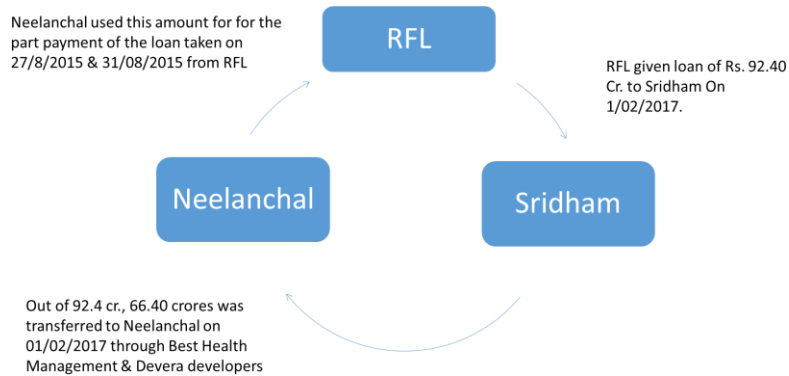 Neelanchal used this amount for for the
part payment of the loan taken on
27/8/2015 & 31/08/2015 from RFL
RFL
RFL given loan of Rs. 92.40
Cr. to Sridham On
1/02/2017.
Neelanchal
Sridham
Out of 92.4 cr., 66.40 crores was
transferred to Neelanchal on
01/02/2017 through Best Health
Management & Devera developers